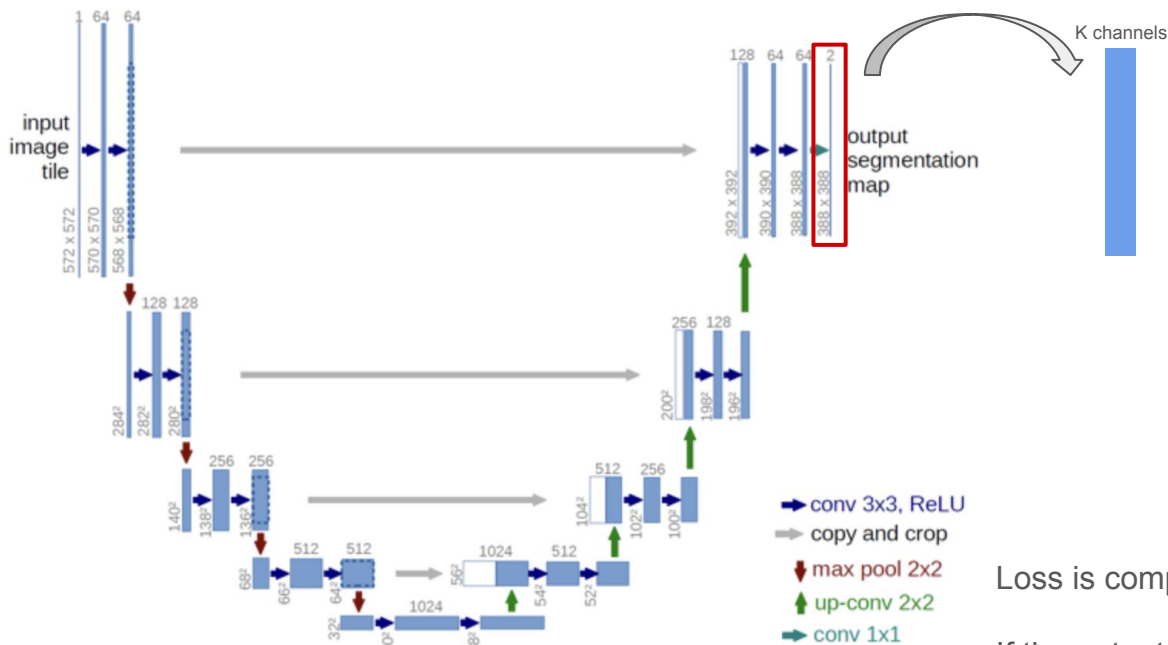 1 64 64
input
image
tile
572 x 572
570 x 570
568 x 568
128 128
284²
282²
280²
256 256
140²
138²
136²
512 512
68²
66²
64²
1024
32²
128 64 64 2
output
segmentation
map
392 x 392
390 x 390
388 x 388
388 x 388
K channels
256 128
200²
198²
196²
512 256
104²
102²
100²
1024 512
56²
54²
52²
conv 3x3, ReLU
copy and crop
max pool 2x2
up-conv 2x2
conv 1x1
Loss is comp